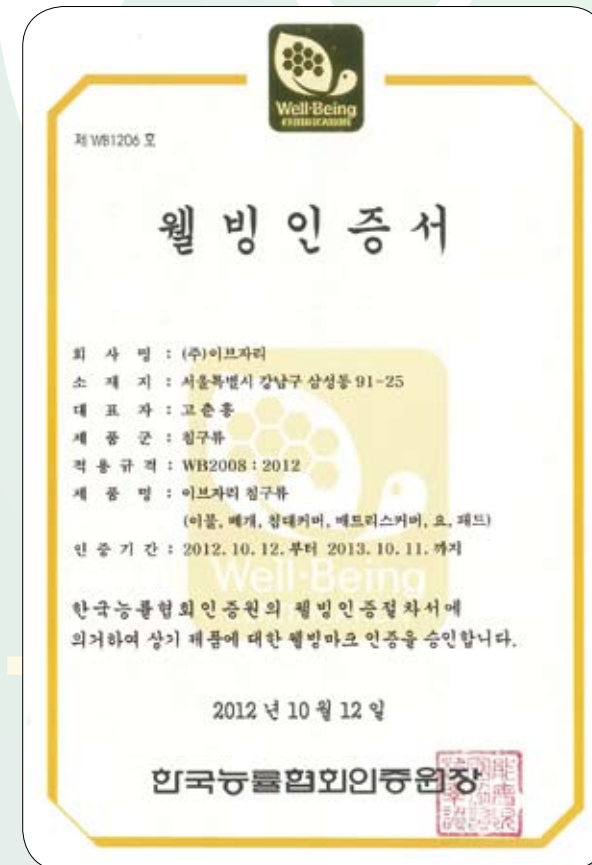 Well-Being
CERTIFICATION
제 WB1206 호
웰빙인증서
회 사 명 : (주)이브자리
소 재 지 : 서울특별시 강남구 삼성동 91-25
대 표 자 : 고춘홍
제 품 군 : 침구류
적 용 규 격 : WB2008 : 2012
제 품 명 : 이브자리 침구류
(이불, 베개, 침대커버, 매트리스커버, 요, 패드)
인 증 기 간 : 2012. 10. 12. 부터 2013. 10. 11. 까지
Well-Being
한국능률협회인증원의 웰빙인증절차서에
의거하여 상기 제품에 대한 웰빙마크 인증을 승인합니다.
2012 년 10 월 12 일
한국능률협회인증원장